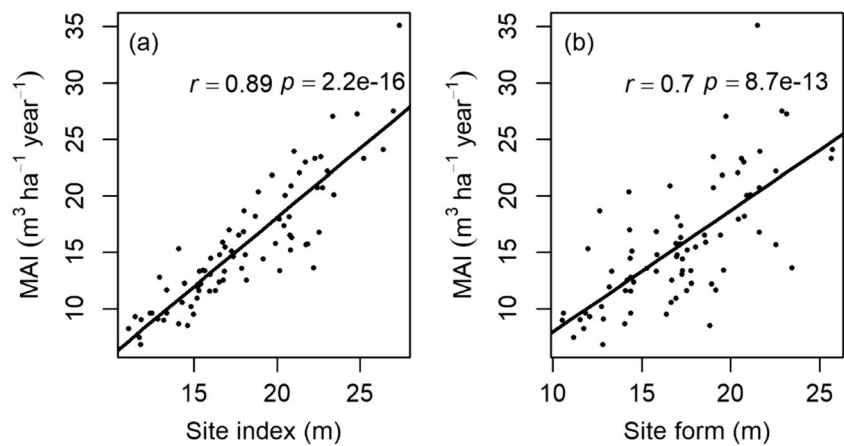 (a)
r = 0.89 p = 2.2e-16
MAI (m³ ha⁻¹ year⁻¹)
35
30
25
20
15
10
15
20
25
Site index (m)
(b)
r = 0.7 p = 8.7e-13
MAI (m³ ha⁻¹ year⁻¹)
35
30
25
20
15
10
10
15
20
25
Site form (m)